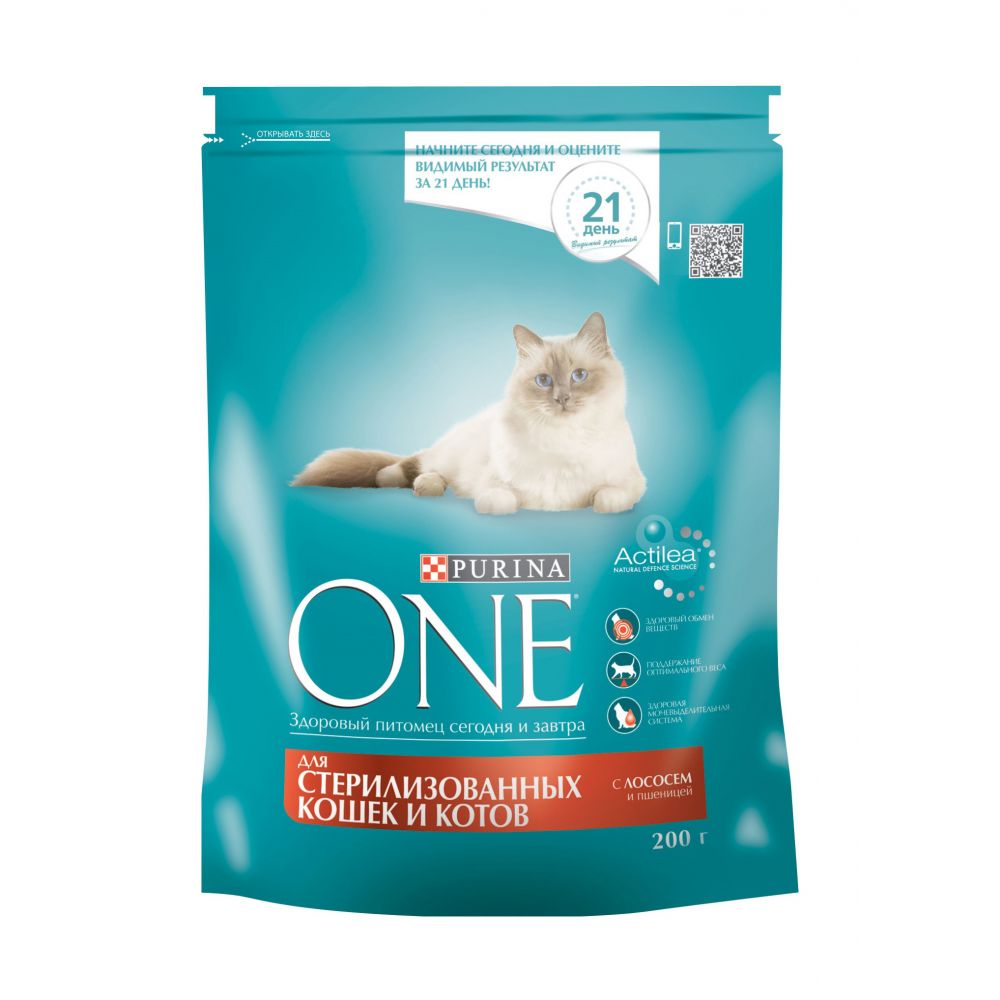 ОТКРЫВАТЬ ЗДЕСЬ
НАЧНИТЕ СЕГОДНЯ И ОЦЕНИТЕ
ВИДИМЫЙ РЕЗУЛЬТАТ
ЗА 21 ДЕНЬ!
21
день
Видимый результат
PURINA
ONE®
Здоровый питомец сегодня и завтра
Actilea®
NATURAL DEFENCE SCIENCE
ЗДОРОВЫЙ ОБМЕН
ВЕЩЕСТВ
ПОДДЕРЖАНИЕ
ОПТИМАЛЬНОГО ВЕСА
ЗДОРОВАЯ
МОЧЕВЫДЕЛИТЕЛЬНАЯ
СИСТЕМА
для
СТЕРИЛИЗОВАННЫХ
КОШЕК И КОТОВ
с ЛОСОСЕМ
и пшеницей
200 г